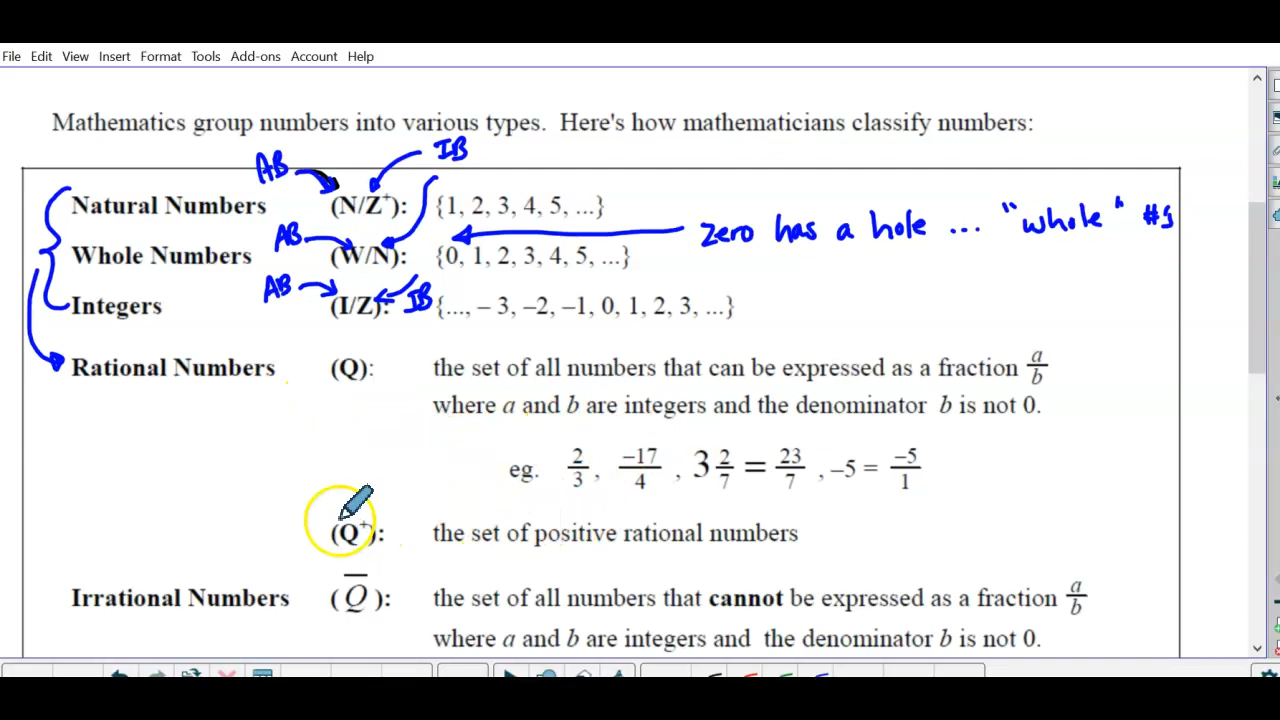 File Edit View Insert Format Tools Add-ons Account Help
Mathematics group numbers into various types. Here's how mathematicians classify numbers:
AB IB
Natural Numbers (N/Z⁺): {1, 2, 3, 4, 5, ...}
AB zero has a hole ... "whole" #s
Whole Numbers (W/N): {0, 1, 2, 3, 4, 5, ...}
AB IB
Integers (I/Z): {..., – 3, –2, –1, 0, 1, 2, 3, ...}
Rational Numbers (Q): the set of all numbers that can be expressed as a fraction a/b
where a and b are integers and the denominator b is not 0.
eg. 2/3, –17/4, 3 2/7 = 23/7, –5 = –5/1
(Q⁺): the set of positive rational numbers
Irrational Numbers (Q̅): the set of all numbers that cannot be expressed as a fraction a/b
where a and b are integers and the denominator b is not 0.